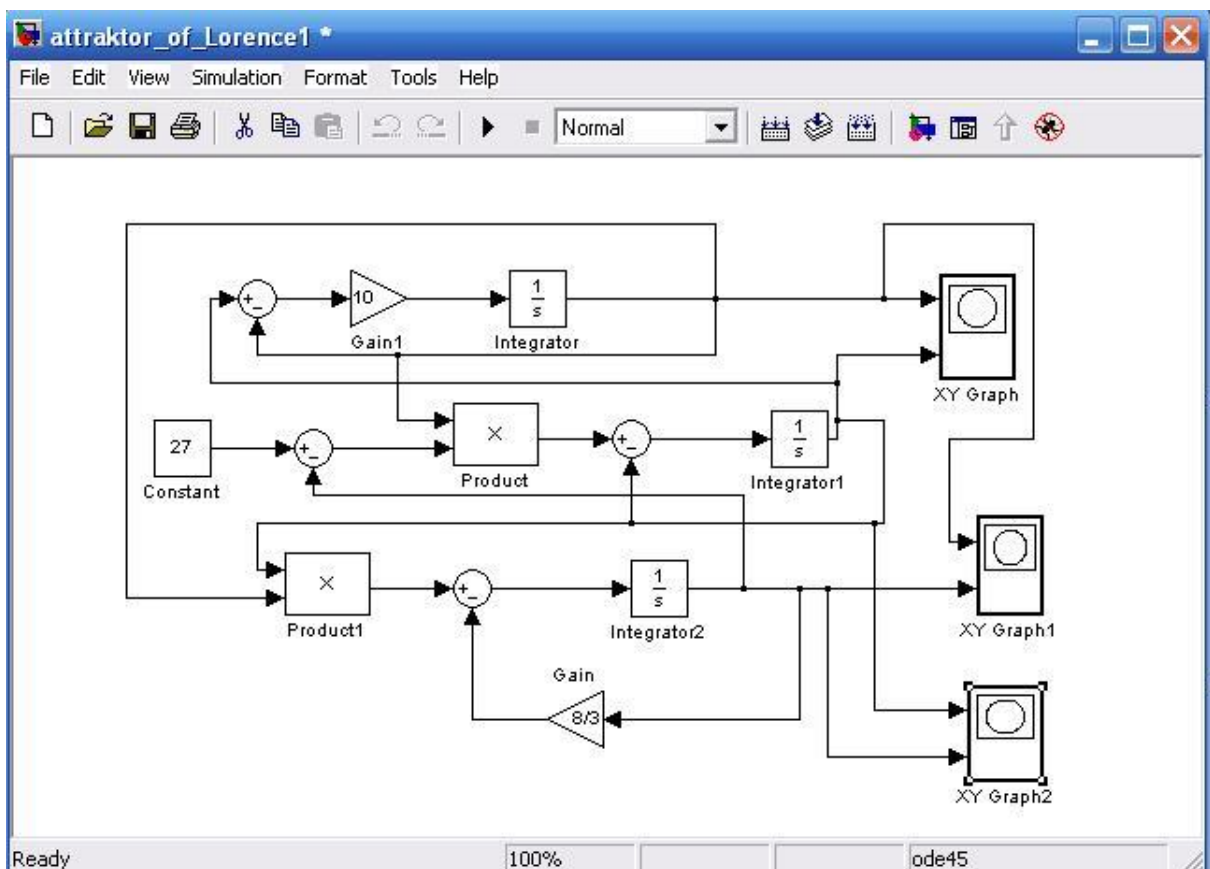 attraktor_of_Lorence1 *
File Edit View Simulation Format Tools Help
Normal
+
-
10
Gain1
1
s
Integrator
XY Graph
27
Constant
+
-
×
Product
+
-
1
s
Integrator1
×
Product1
+
-
1
s
Integrator2
XY Graph1
Gain
8/3
XY Graph2
Ready 100% ode45